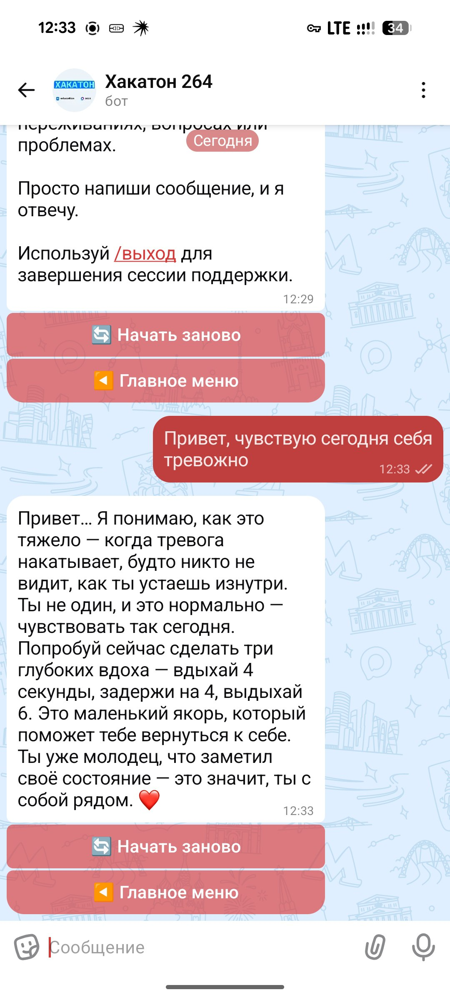 12:33
LTE
34
ХАКАТОН
education
MAX
Хакатон 264
бот
переживаниях, вопросах или
проблемах.
Сегодня
Просто напиши сообщение, и я
отвечу.
Используй /выход для
завершения сессии поддержки.
12:29
Начать заново
Главное меню
Привет, чувствую сегодня себя
тревожно
12:33
Привет… Я понимаю, как это
тяжело — когда тревога
накатывает, будто никто не
видит, как ты устаешь изнутри.
Ты не один, и это нормально —
чувствовать так сегодня.
Попробуй сейчас сделать три
глубоких вдоха — вдыхай 4
секунды, задержи на 4, выдыхай
6. Это маленький якорь, который
поможет тебе вернуться к себе.
Ты уже молодец, что заметил
своё состояние — это значит, ты с
собой рядом. ❤️
12:33
Начать заново
Главное меню
Сообщение